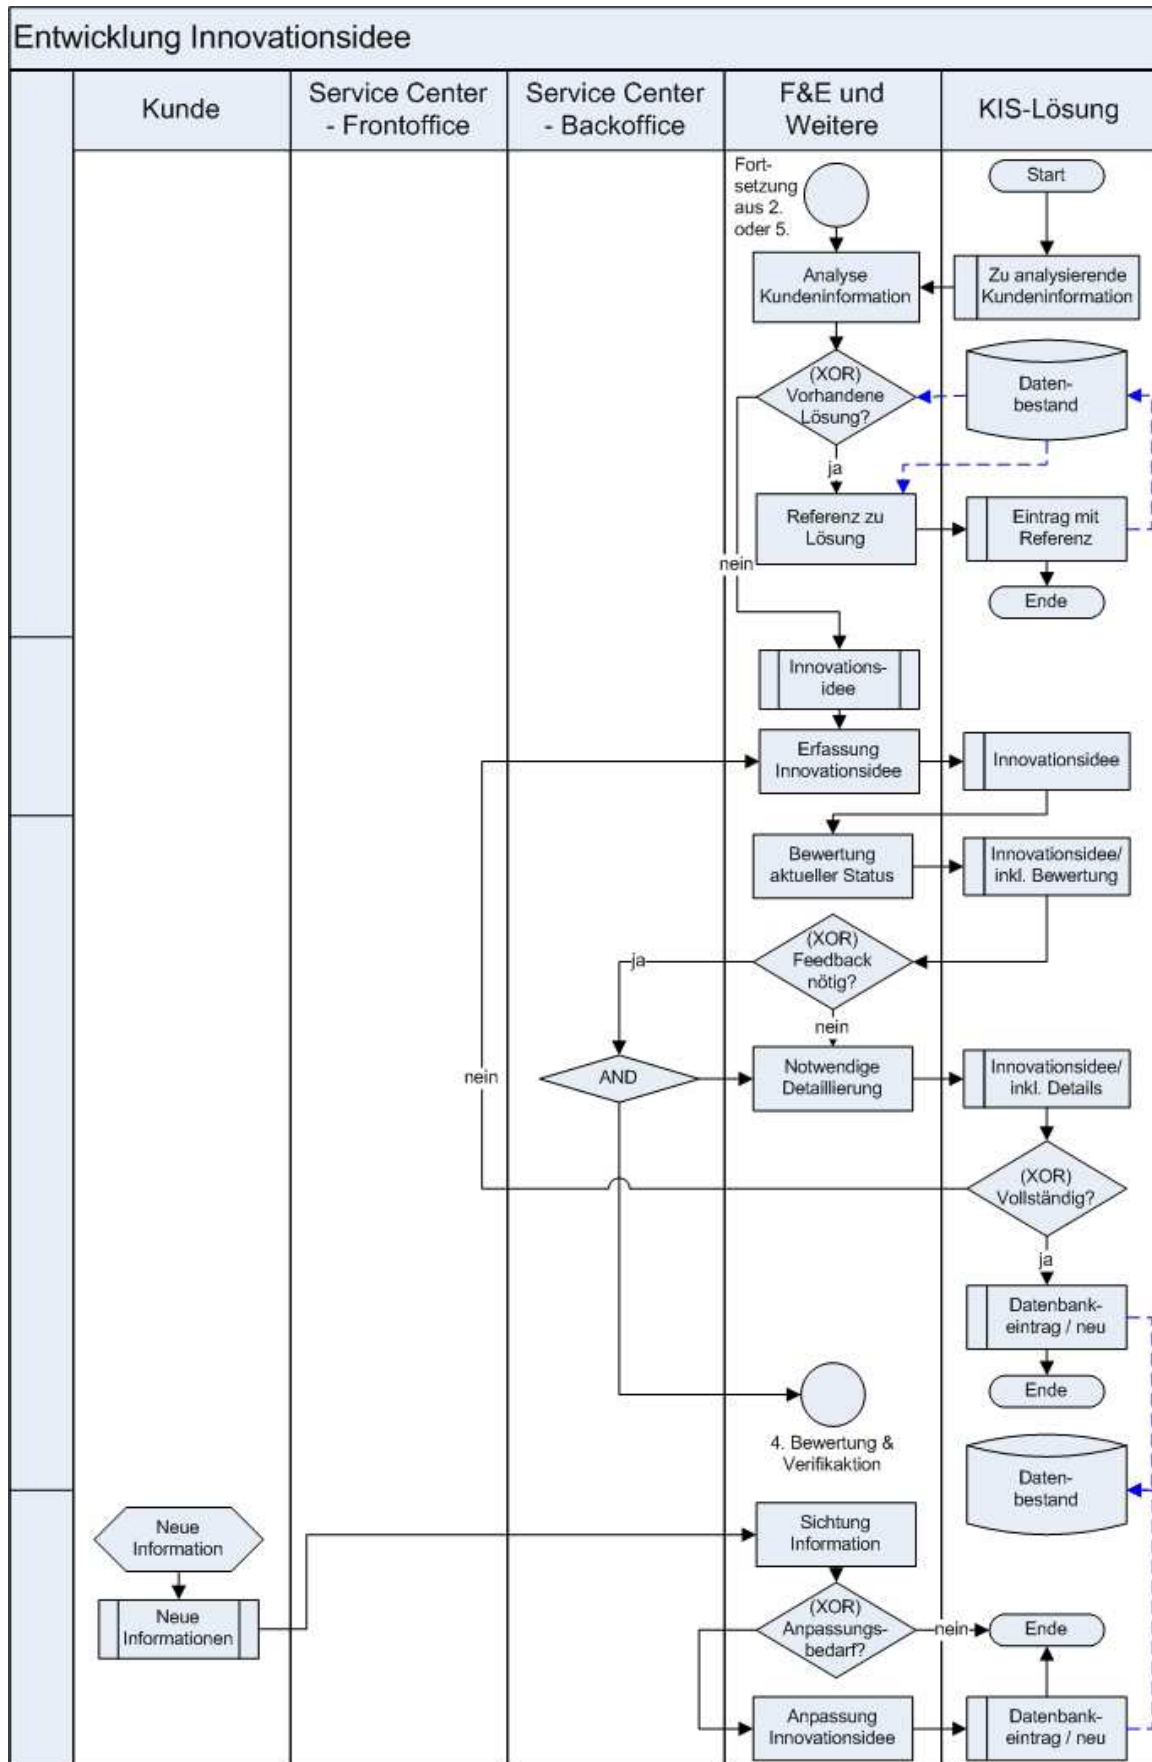 Entwicklung Innovationsidee
Kunde
Service Center
- Frontoffice
Service Center
- Backoffice
F&E und
Weitere
KIS-Lösung
Fort-
setzung
aus 2.
oder 5.
Start
Analyse
Kundeninformation
Zu analysierende
Kundeninformation
(XOR)
Vorhandene
Lösung?
Daten-
bestand
ja
Referenz zu
Lösung
Eintrag mit
Referenz
nein
Ende
Innovations-
idee
Erfassung
Innovationsidee
Innovationsidee
Bewertung
aktueller Status
Innovationsidee/
inkl. Bewertung
(XOR)
Feedback
nötig?
ja
nein
AND
Notwendige
Detaillierung
Innovationsidee/
inkl. Details
nein
(XOR)
Vollständig?
ja
Datenbank-
eintrag / neu
Ende
4. Bewertung &
Verifikaktion
Daten-
bestand
Neue
Information
Sichtung
Information
Neue
Informationen
(XOR)
Anpassungs-
bedarf?
nein
Ende
Anpassung
Innovationsidee
Datenbank-
eintrag / neu